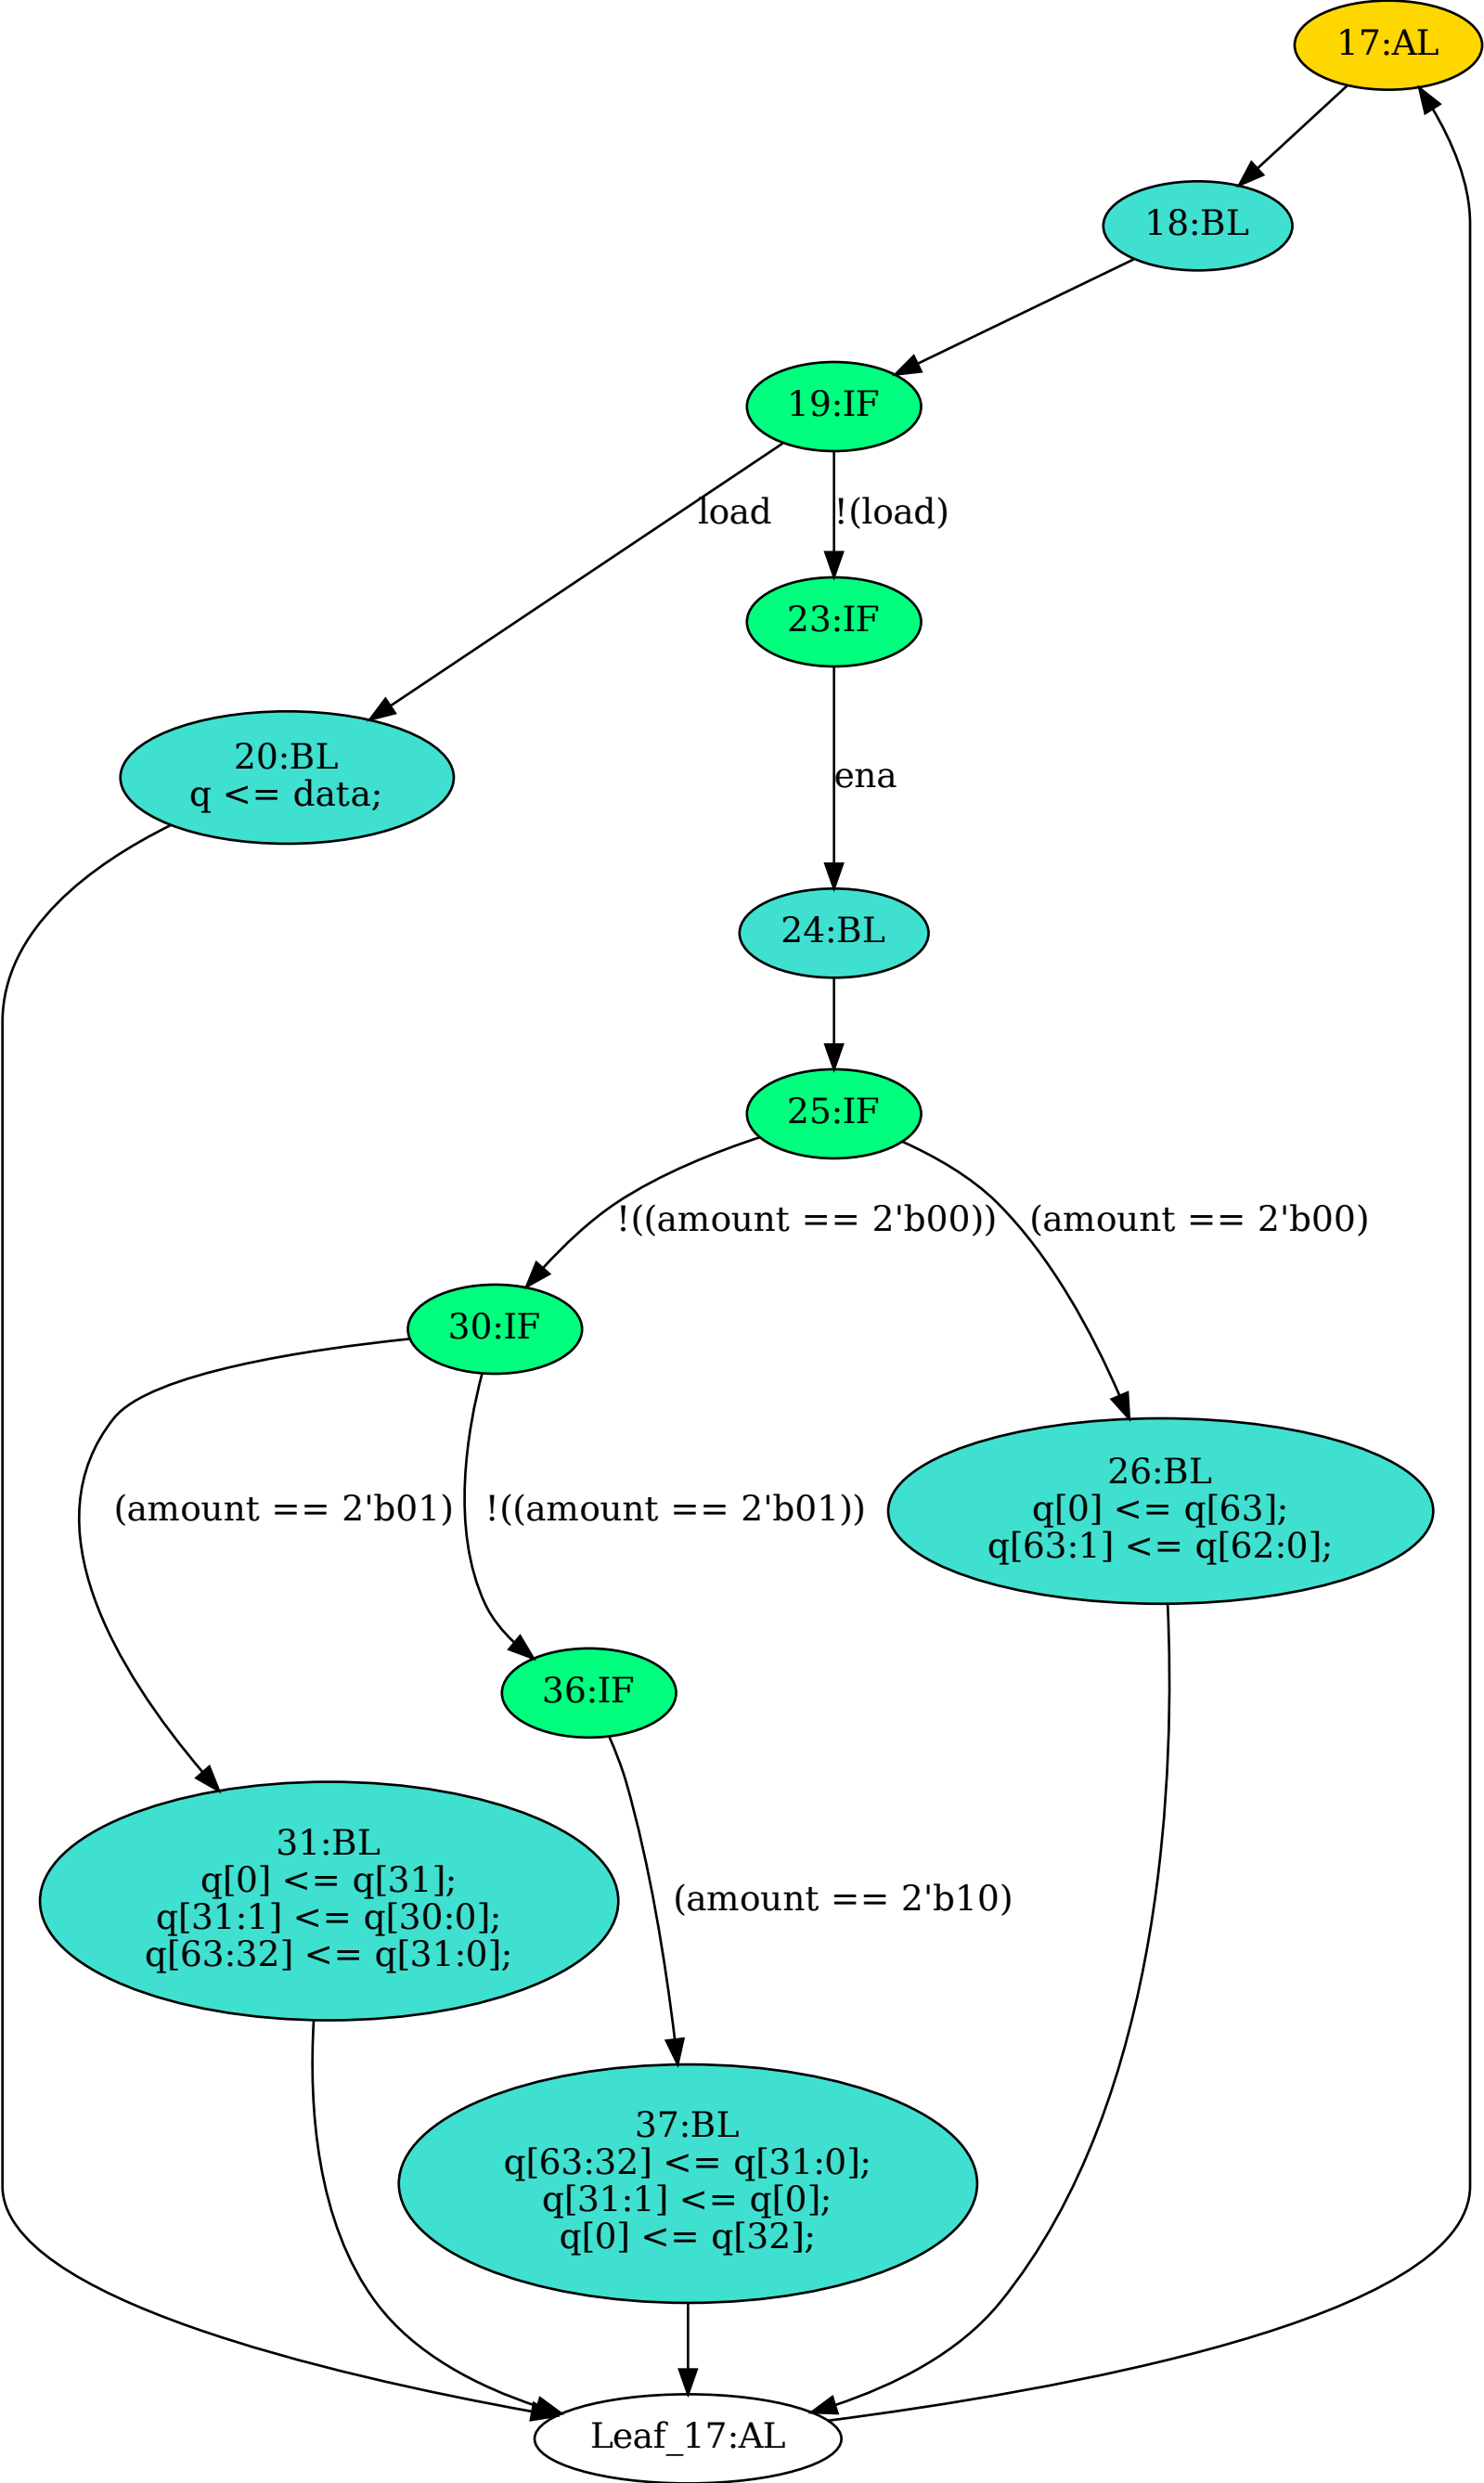 17:AL
18:BL
19:IF
load
!(load)
23:IF
20:BL
q <= data;
ena
24:BL
25:IF
!((amount == 2'b00))
(amount == 2'b00)
30:IF
(amount == 2'b01)
!((amount == 2'b01))
26:BL
q[0] <= q[63];
q[63:1] <= q[62:0];
36:IF
31:BL
q[0] <= q[31];
q[31:1] <= q[30:0];
q[63:32] <= q[31:0];
(amount == 2'b10)
37:BL
q[63:32] <= q[31:0];
q[31:1] <= q[0];
q[0] <= q[32];
Leaf_17:AL